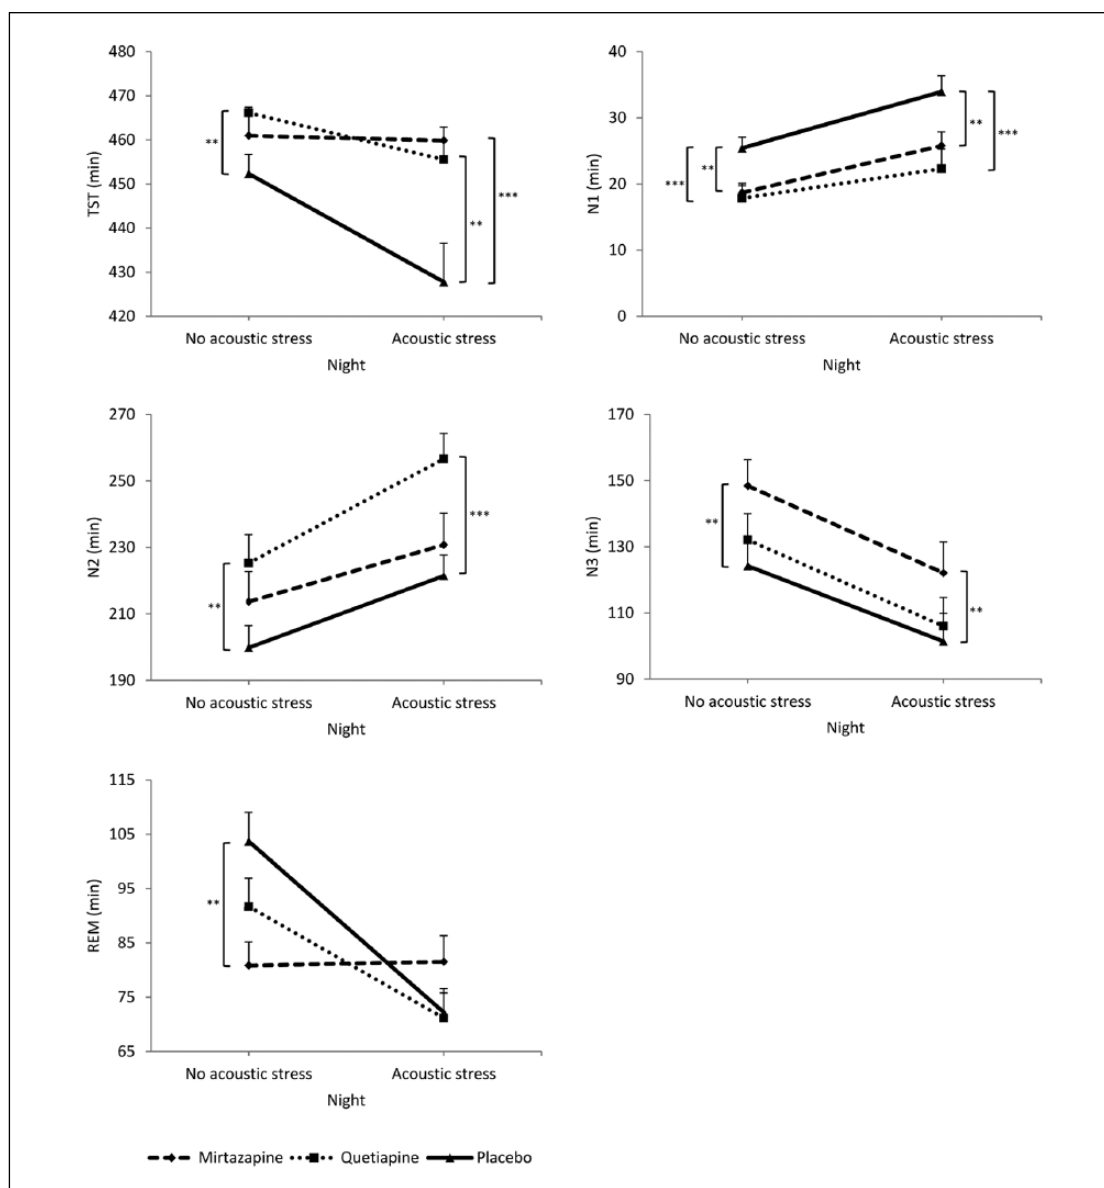 480
470
460
450
440
430
420
TST (min)
**
**
***
No acoustic stress Acoustic stress
Night
40
30
20
10
0
N1 (min)
***
**
**
***
No acoustic stress Acoustic stress
Night
270
250
230
210
190
N2 (min)
**
***
No acoustic stress Acoustic stress
Night
170
150
130
110
90
N3 (min)
**
**
No acoustic stress Acoustic stress
Night
115
105
95
85
75
65
REM (min)
**
No acoustic stress Acoustic stress
Night
Mirtazapine Quetiapine Placebo